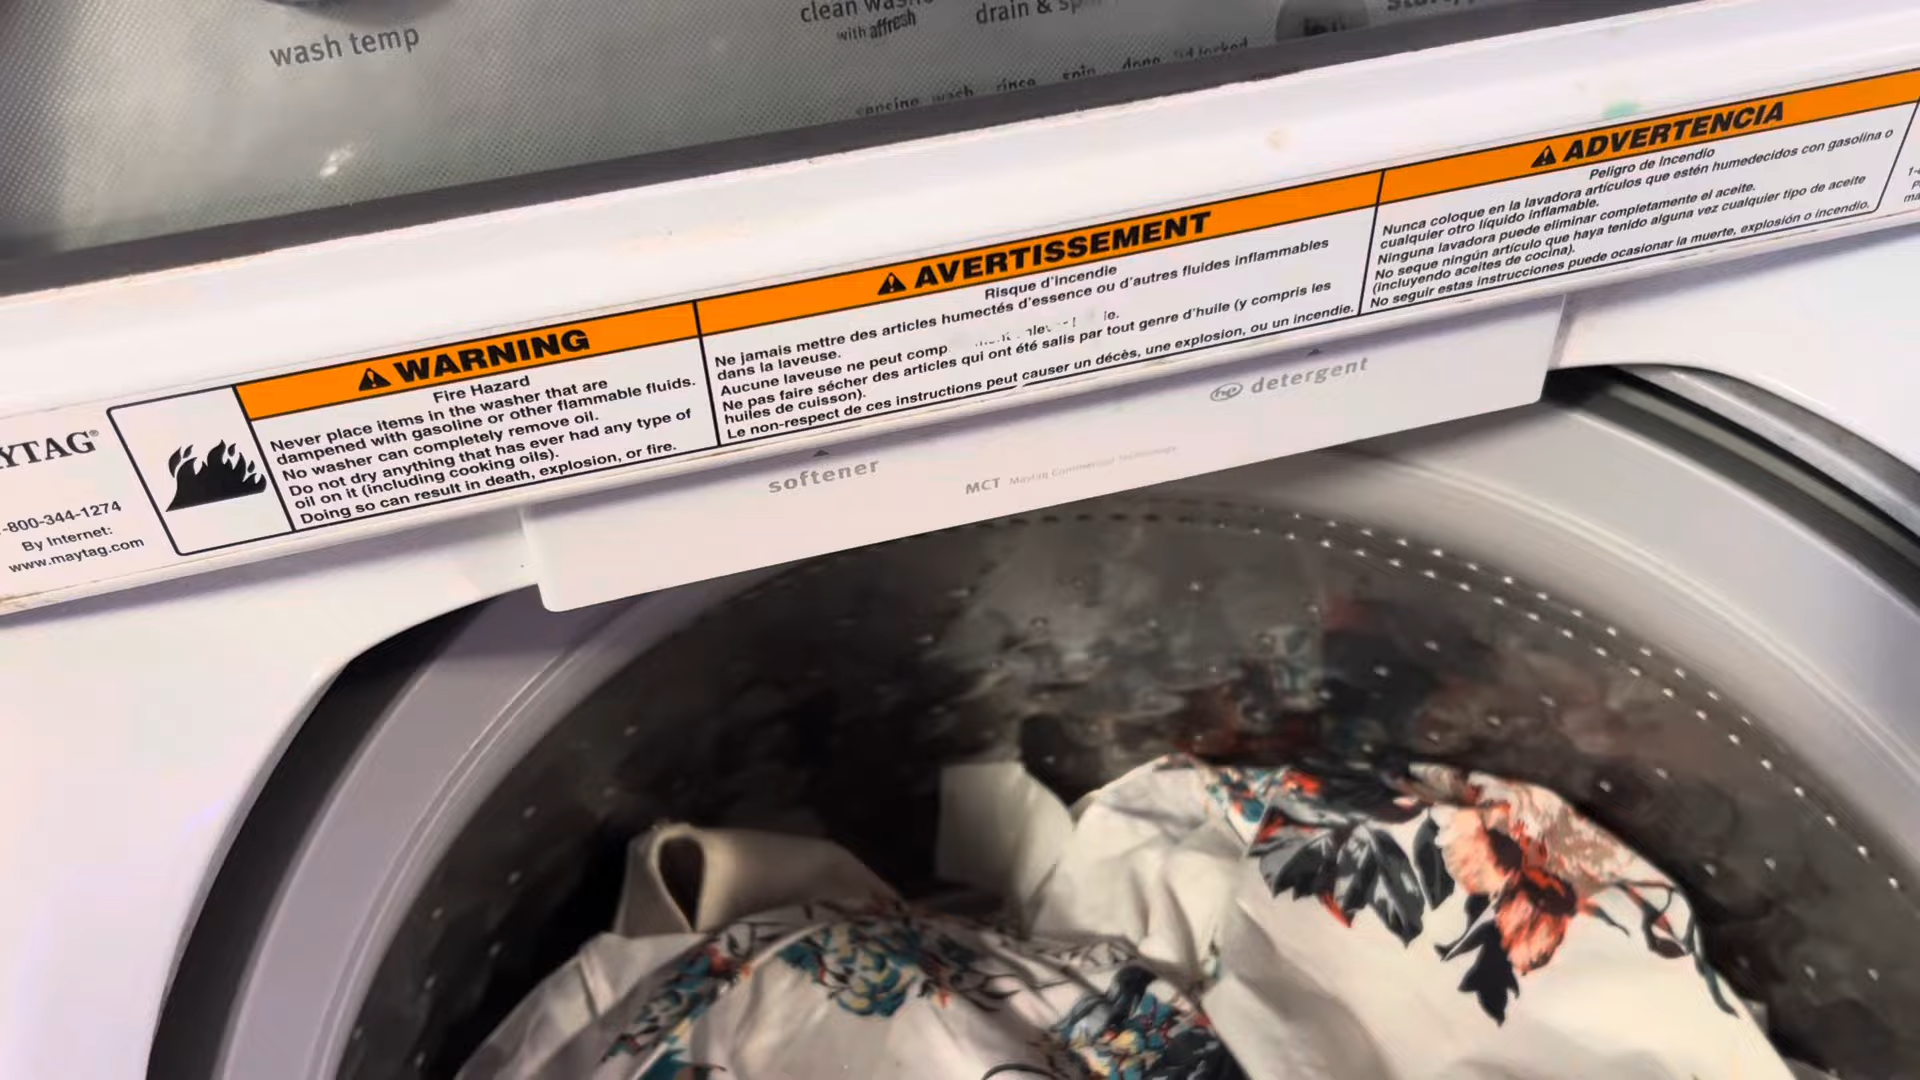 wash temp
clean
with affresh
drain &
sensing wash rinse spin done lid locked
WARNING
Fire Hazard
Never place items in the washer that are
dampened with gasoline or other flammable fluids.
No washer can completely remove oil.
Do not dry anything that has ever had any type of
oil on it (including cooking oils).
Doing so can result in death, explosion, or fire.
AVERTISSEMENT
Risque d'incendie
Ne jamais mettre des articles humectés d'essence ou d'autres fluides inflammables
dans la laveuse.
Aucune laveuse ne peut
Ne pas faire sécher des articles qui ont été salis par tout genre d'huile (y compris les
huiles de cuisson).
Le non-respect de ces instructions peut causer un décès, une explosion, ou un incendie.
ADVERTENCIA
Peligro de Incendio
Nunca coloque en la lavadora artículos que estén humedecidos con gasolina o
cualquier otro líquido inflamable.
Ninguna lavadora puede eliminar completamente el aceite.
No seque ningún artículo que haya tenido alguna vez cualquier tipo de aceite
(incluyendo aceites de cocina).
No seguir estas instrucciones puede ocasionar la muerte, explosión o incendio.
YTAG®
-800-344-1274
By Internet:
www.maytag.com
softener
he detergent
MCT Maytag Commercial Technology